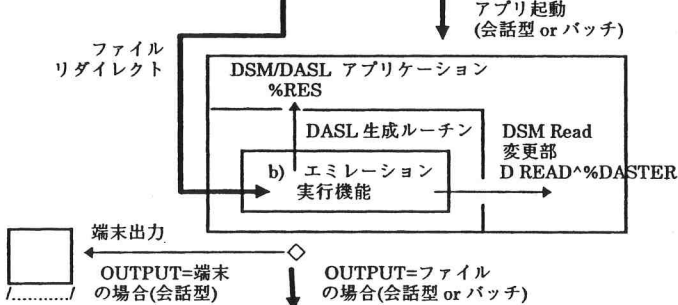 アプリ起動
(会話型 or バッチ)
ファイル
リダイレクト
DSM/DASL アプリケーション
%RES
DASL 生成ルーチン
DSM Read
変更部
D READ^%DASTER
b) エミレーション
実行機能
端末出力
OUTPUT=端末
の場合(会話型)
OUTPUT=ファイル
の場合(会話型 or バッチ)